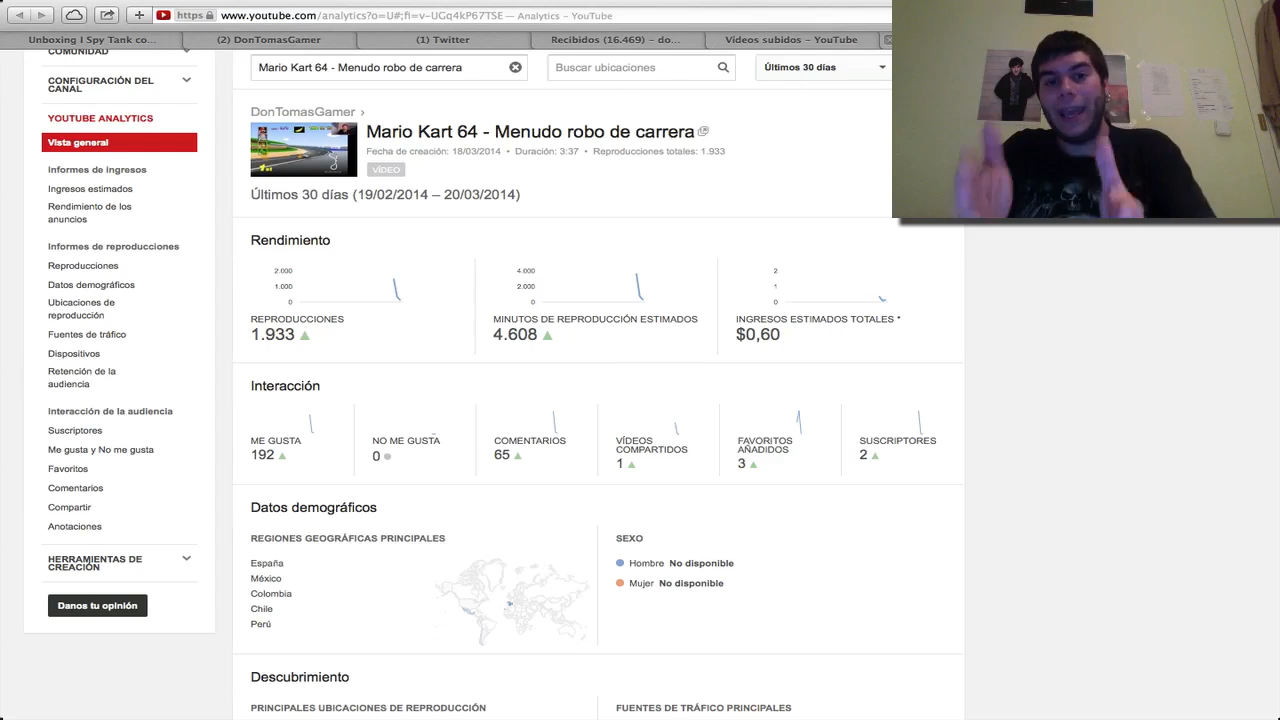 https www.youtube.com/analytics?o=U#;fi=v-UGq4kP67TSE — Analytics – YouTube
Unboxing I Spy Tank co... (2) DonTomasGamer (1) Twitter Recibidos (16.469) – do... Vídeos subidos – YouTube
COMUNIDAD
CONFIGURACIÓN DEL
CANAL
YOUTUBE ANALYTICS
Vista general
Informes de ingresos
Ingresos estimados
Rendimiento de los
anuncios
Informes de reproducciones
Reproducciones
Datos demográficos
Ubicaciones de
reproducción
Fuentes de tráfico
Dispositivos
Retención de la
audiencia
Interacción de la audiencia
Suscriptores
Me gusta y No me gusta
Favoritos
Comentarios
Compartir
Anotaciones
HERRAMIENTAS DE
CREACIÓN
Danos tu opinión
Mario Kart 64 - Menudo robo de carrera Buscar ubicaciones Últimos 30 días
DonTomasGamer ›
Mario Kart 64 - Menudo robo de carrera
Fecha de creación: 18/03/2014 • Duración: 3:37 • Reproducciones totales: 1.933
VÍDEO
Últimos 30 días (19/02/2014 – 20/03/2014)
Rendimiento
2.000
1.000
0
REPRODUCCIONES
1.933
4.000
2.000
0
MINUTOS DE REPRODUCCIÓN ESTIMADOS
4.608
2
1
0
INGRESOS ESTIMADOS TOTALES *
$0,60
Interacción
ME GUSTA
192
NO ME GUSTA
0
COMENTARIOS
65
VÍDEOS
COMPARTIDOS
1
FAVORITOS
AÑADIDOS
3
SUSCRIPTORES
2
Datos demográficos
REGIONES GEOGRÁFICAS PRINCIPALES
España
México
Colombia
Chile
Perú
SEXO
Hombre No disponible
Mujer No disponible
Descubrimiento
PRINCIPALES UBICACIONES DE REPRODUCCIÓN
FUENTES DE TRÁFICO PRINCIPALES